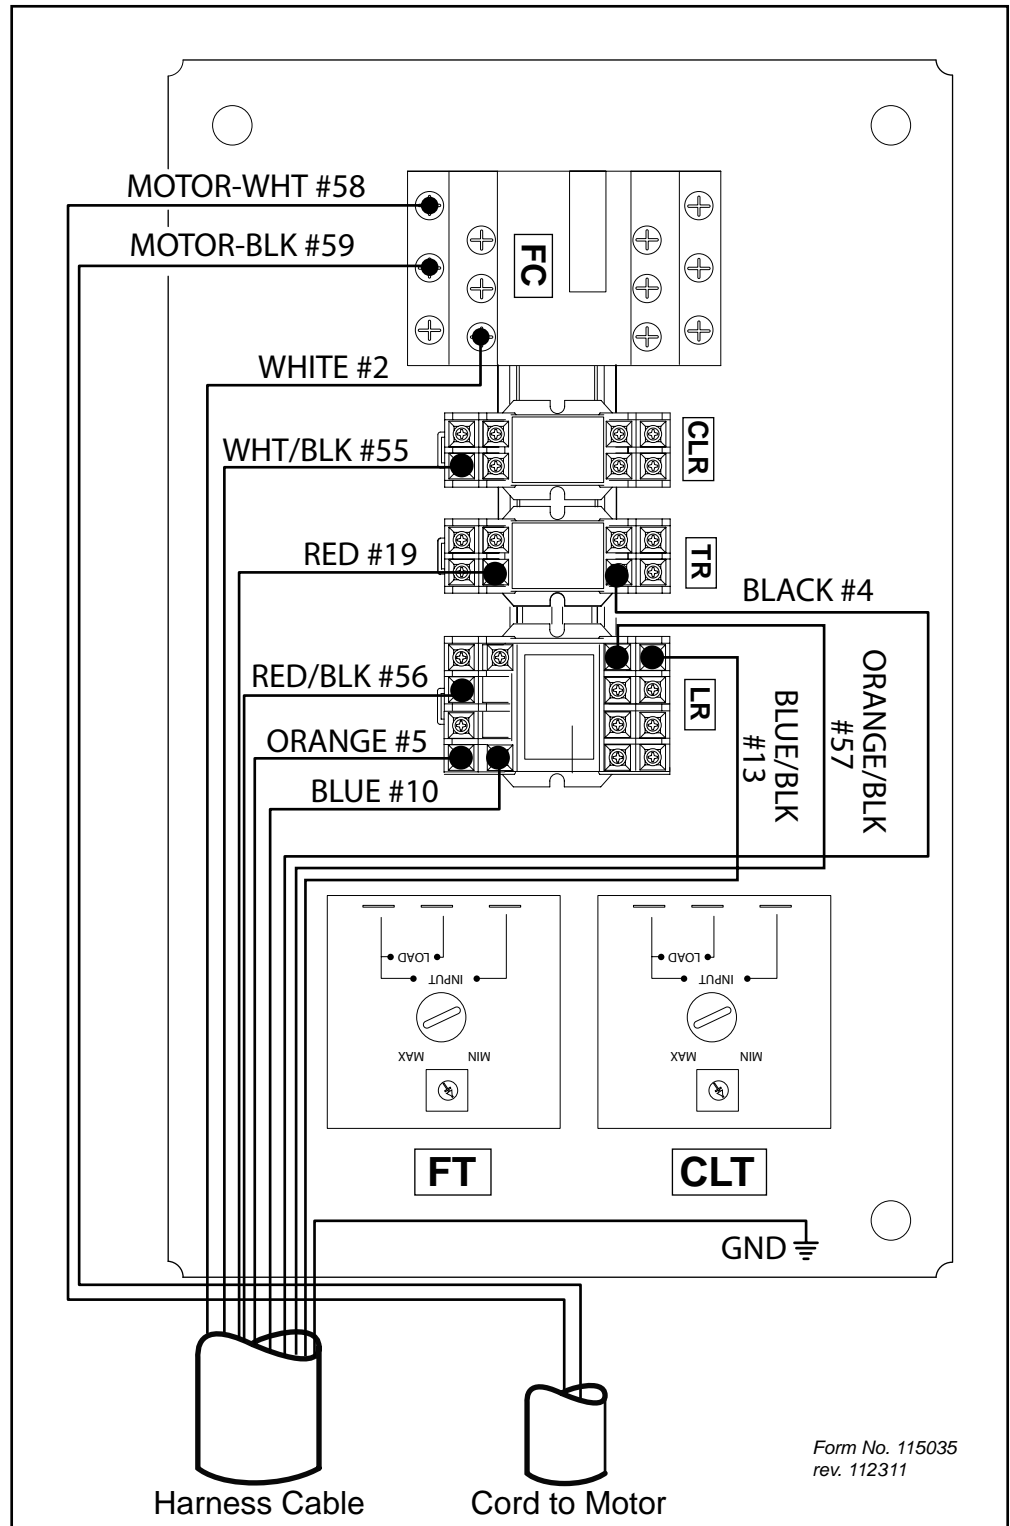 MOTOR-WHT #58
MOTOR-BLK #59
FC
WHITE #2
WHT/BLK #55
CLR
RED #19
TR
BLACK #4
RED/BLK #56
LR
BLUE/BLK
#13
ORANGE/BLK
#57
ORANGE #5
BLUE #10
LOAD
INPUT
MAX
MIN
LOAD
INPUT
MAX
MIN
FT
CLT
GND
Harness Cable
Cord to Motor
Form No. 115035
rev. 112311